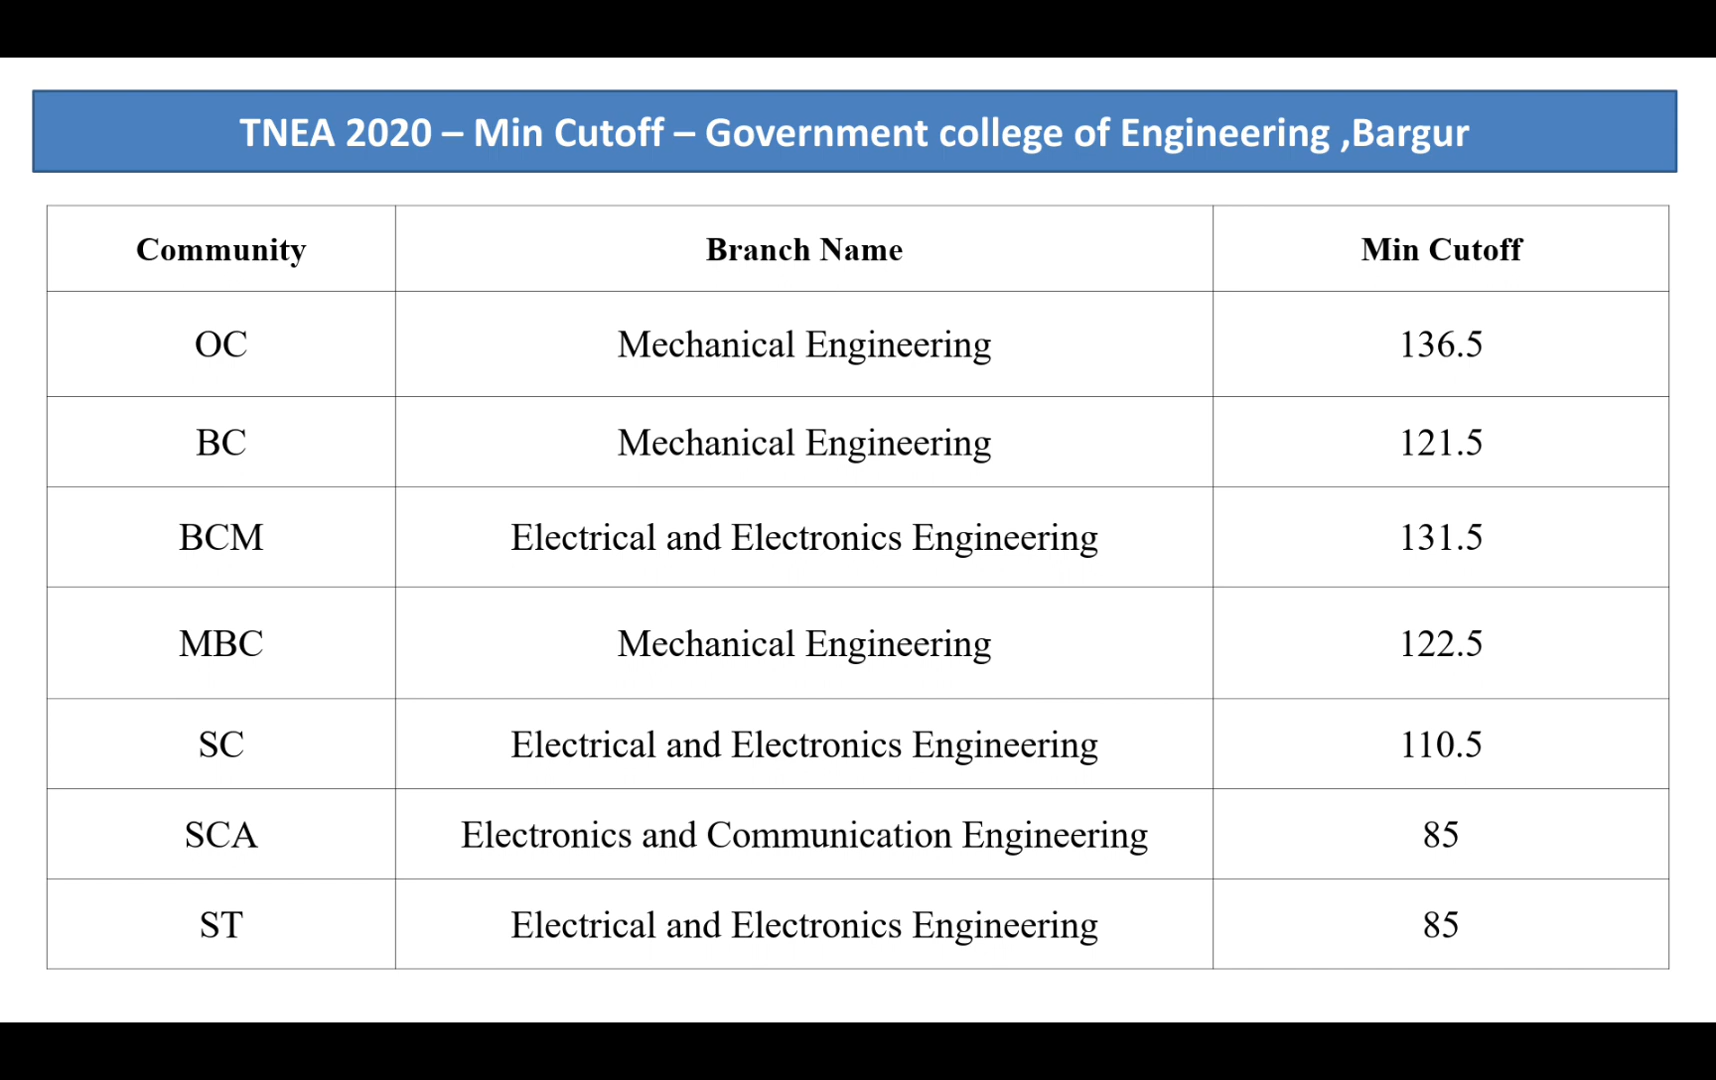 TNEA 2020 – Min Cutoff – Government college of Engineering ,Bargur
Community Branch Name Min Cutoff
OC Mechanical Engineering 136.5
BC Mechanical Engineering 121.5
BCM Electrical and Electronics Engineering 131.5
MBC Mechanical Engineering 122.5
SC Electrical and Electronics Engineering 110.5
SCA Electronics and Communication Engineering 85
ST Electrical and Electronics Engineering 85